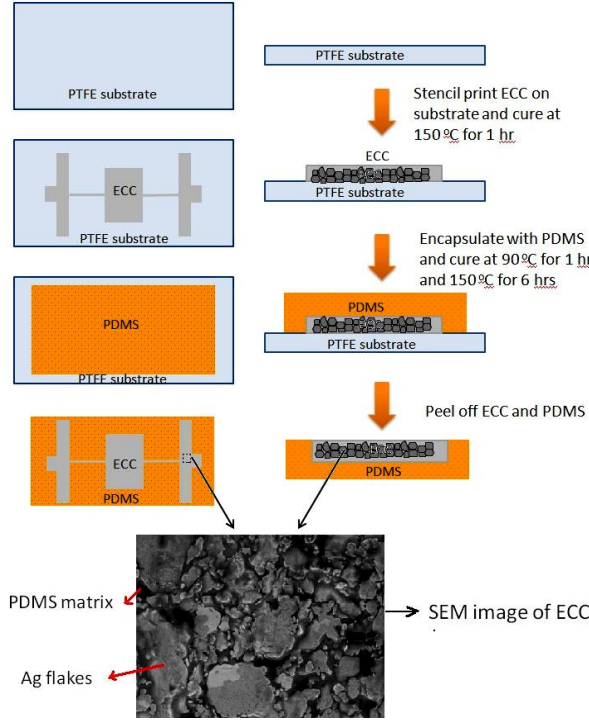 PTFE substrate
PTFE substrate
Stencil print ECC on
substrate and cure at
150 ºC for 1 hr
ECC
PTFE substrate
ECC
PTFE substrate
Encapsulate with PDMS
and cure at 90ºC for 1 hr
and 150ºC for 6 hrs
PDMS
PTFE substrate
PDMS
PTFE substrate
Peel off ECC and PDMS
ECC
PDMS
PDMS
PDMS matrix
Ag flakes
SEM image of ECC
.